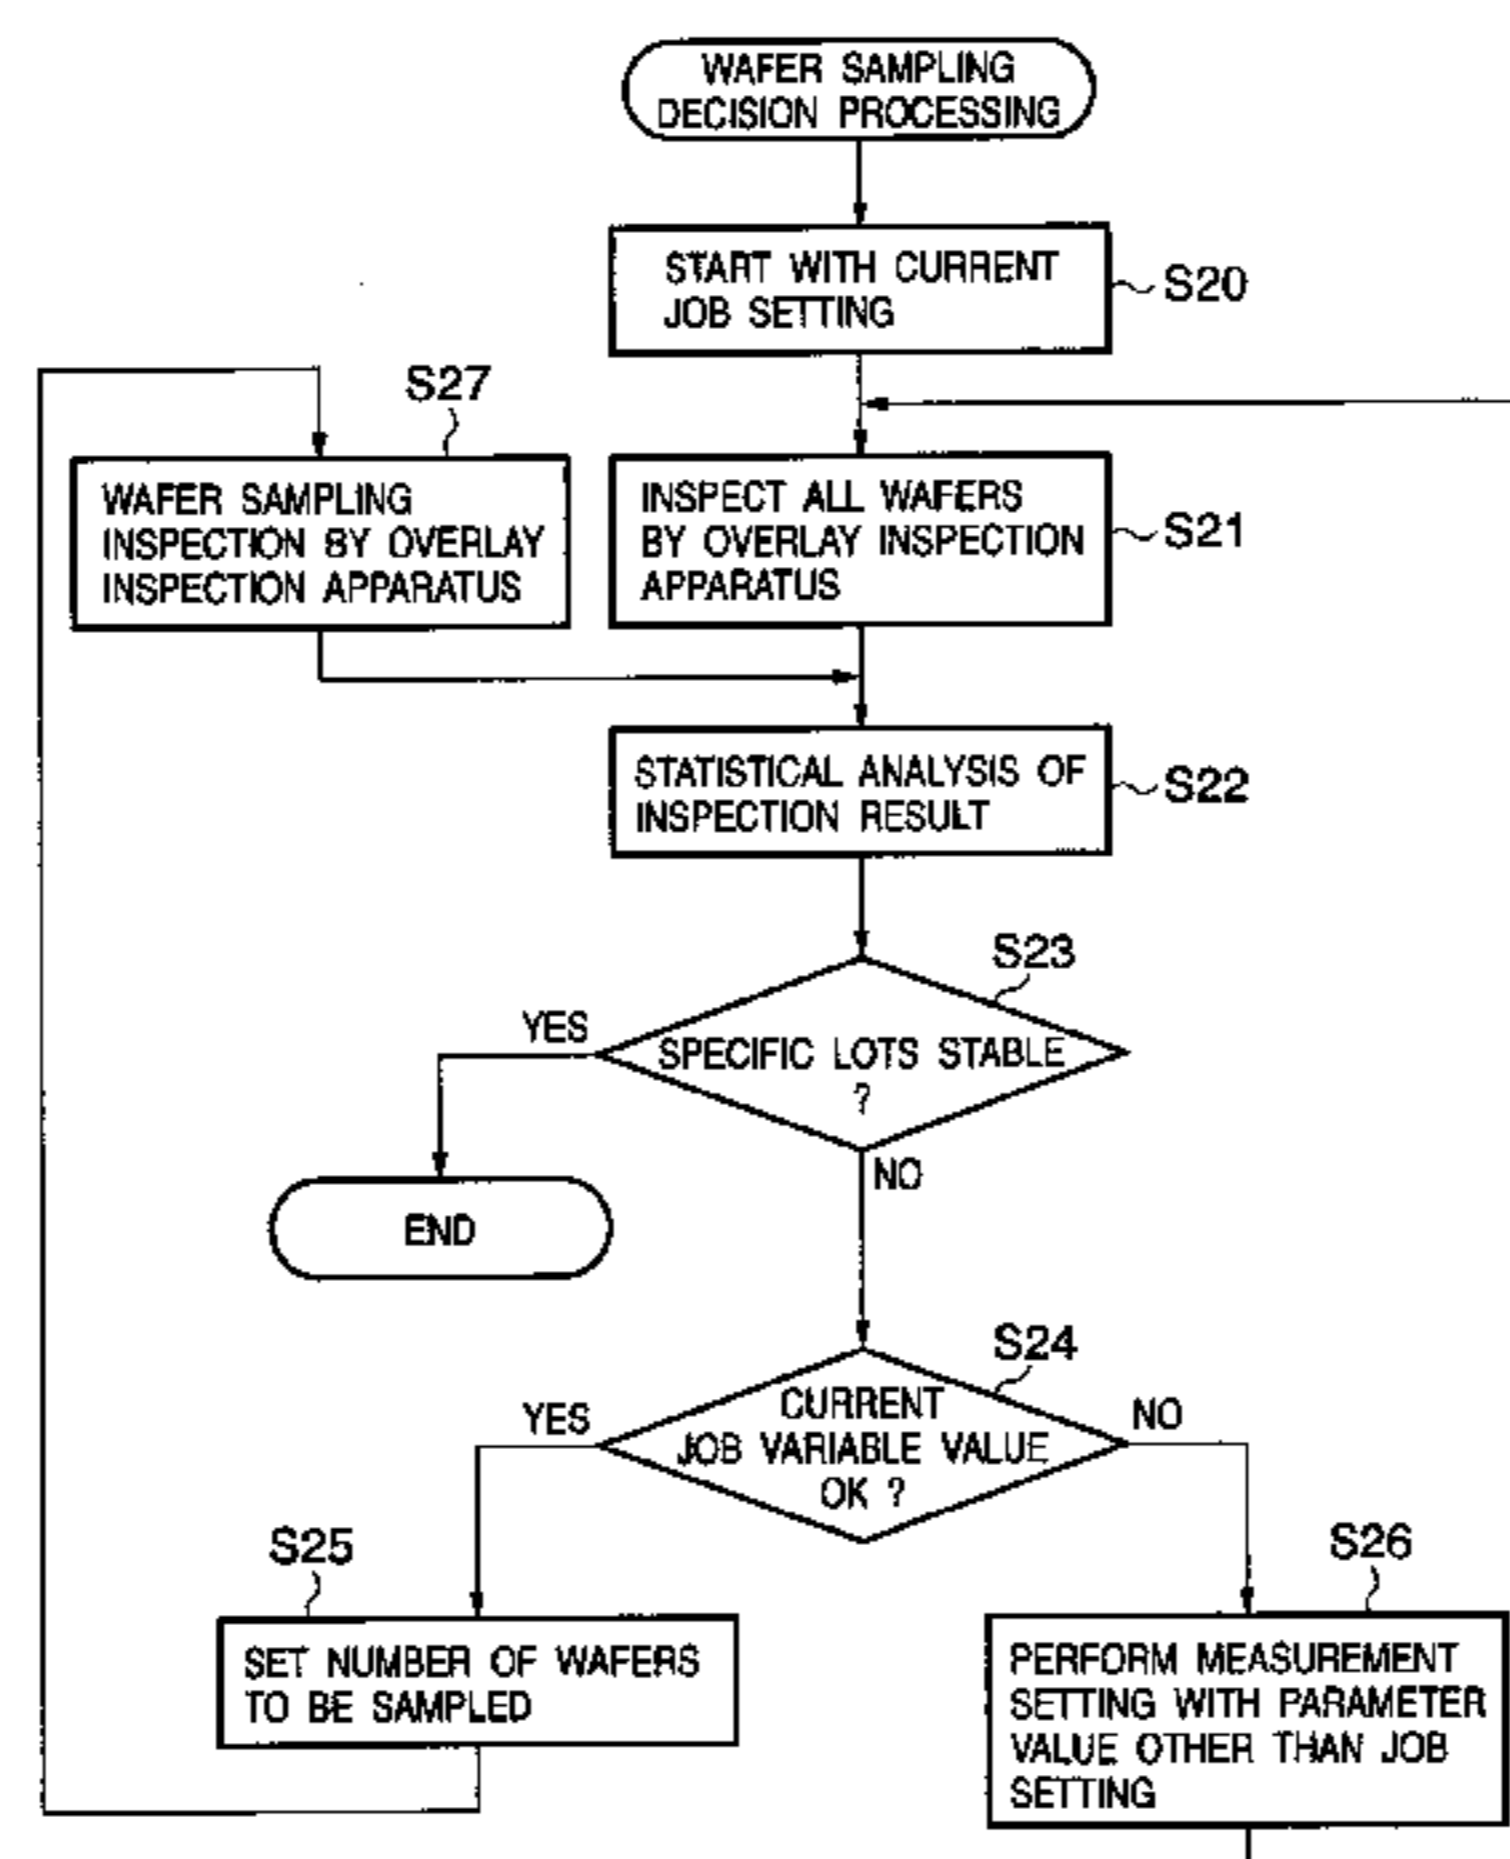 WAFER SAMPLING
DECISION PROCESSING
START WITH CURRENT
JOB SETTING
S20
S27
WAFER SAMPLING
INSPECTION BY OVERLAY
INSPECTION APPARATUS
INSPECT ALL WAFERS
BY OVERLAY INSPECTION
APPARATUS
S21
STATISTICAL ANALYSIS OF
INSPECTION RESULT
S22
S23
YES
SPECIFIC LOTS STABLE
?
NO
END
S24
YES
CURRENT
JOB VARIABLE VALUE
OK ?
NO
S25
SET NUMBER OF WAFERS
TO BE SAMPLED
S26
PERFORM MEASUREMENT
SETTING WITH PARAMETER
VALUE OTHER THAN JOB
SETTING